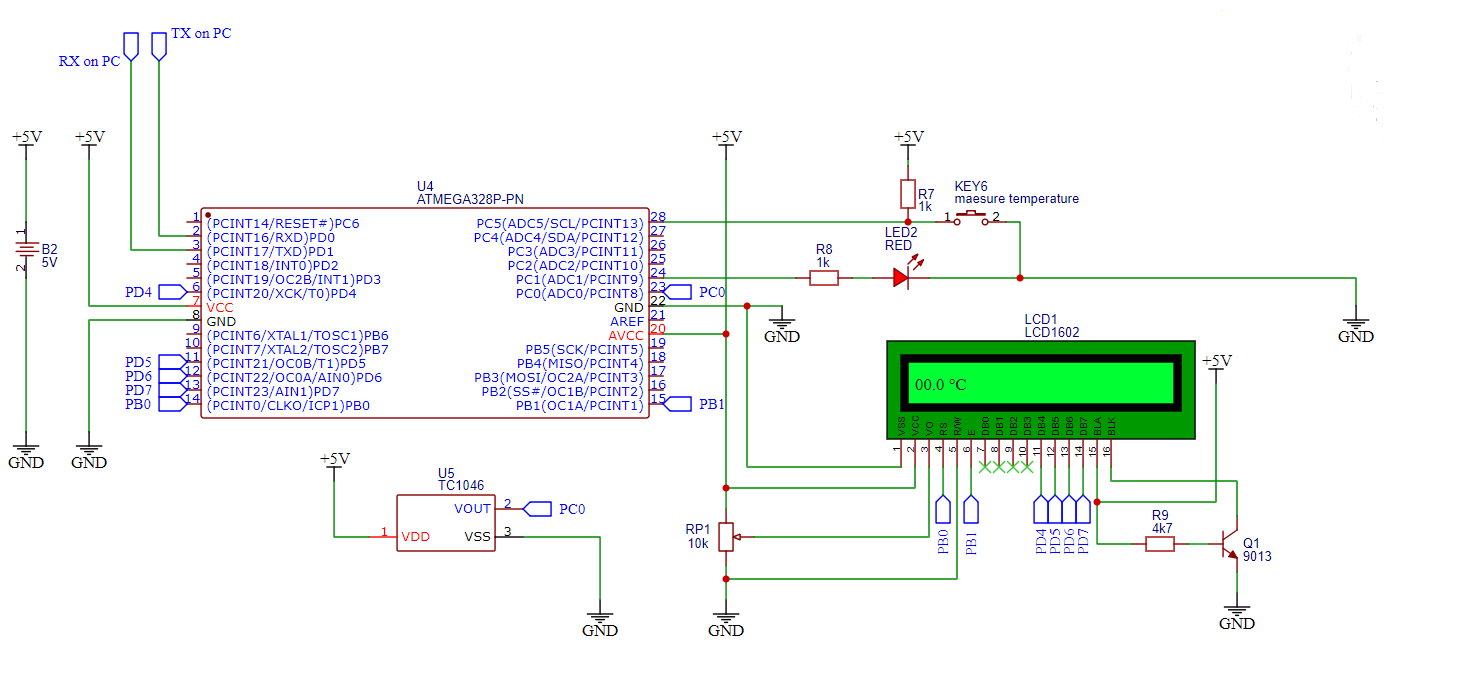 TX on PC
RX on PC
+5V
+5V
+5V
+5V
1
B2
5V
2
GND
GND
U4
ATMEGA328P-PN
1 (PCINT14/RESET#)PC6
2 (PCINT16/RXD)PD0
3 (PCINT17/TXD)PD1
4 (PCINT18/INT0)PD2
5 (PCINT19/OC2B/INT1)PD3
PD4 6 (PCINT20/XCK/T0)PD4
7 VCC
8 GND
9 (PCINT6/XTAL1/TOSC1)PB6
10 (PCINT7/XTAL2/TOSC2)PB7
PD5 11 (PCINT21/OC0B/T1)PD5
PD6 12 (PCINT22/OC0A/AIN0)PD6
PD7 13 (PCINT23/AIN1)PD7
PB0 14 (PCINT0/CLKO/ICP1)PB0
PC5(ADC5/SCL/PCINT13) 28
PC4(ADC4/SDA/PCINT12) 27
PC3(ADC3/PCINT11) 26
PC2(ADC2/PCINT10) 25
PC1(ADC1/PCINT9) 24
PC0(ADC0/PCINT8) 23 PC0
GND 22
AREF 21
AVCC 20
PB5(SCK/PCINT5) 19
PB4(MISO/PCINT4) 18
PB3(MOSI/OC2A/PCINT3) 17
PB2(SS#/OC1B/PCINT2) 16
PB1(OC1A/PCINT1) 15 PB1
GND
R7
1k
KEY6
maesure temperature
1 2
LED2
RED
R8
1k
GND
LCD1
LCD1602
00.0 °C
VSS VCC VO RS R/W E DB0 DB1 DB2 DB3 DB4 DB5 DB6 DB7 BLA BLK
1 2 3 4 5 6 7 8 9 10 11 12 13 14 15 16
+5V
PB0 PB1 PD4 PD5 PD6 PD7
R9
4k7
Q1
9013
GND
+5V
U5
TC1046
VOUT 2 PC0
1 VDD VSS 3
GND
RP1
10k
GND